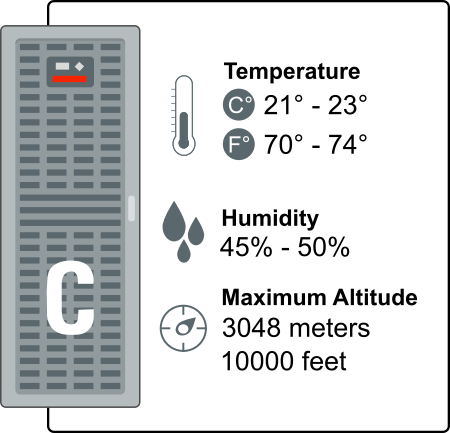 C
Temperature
C° 21° - 23°
F° 70° - 74°
Humidity
45% - 50%
Maximum Altitude
3048 meters
10000 feet